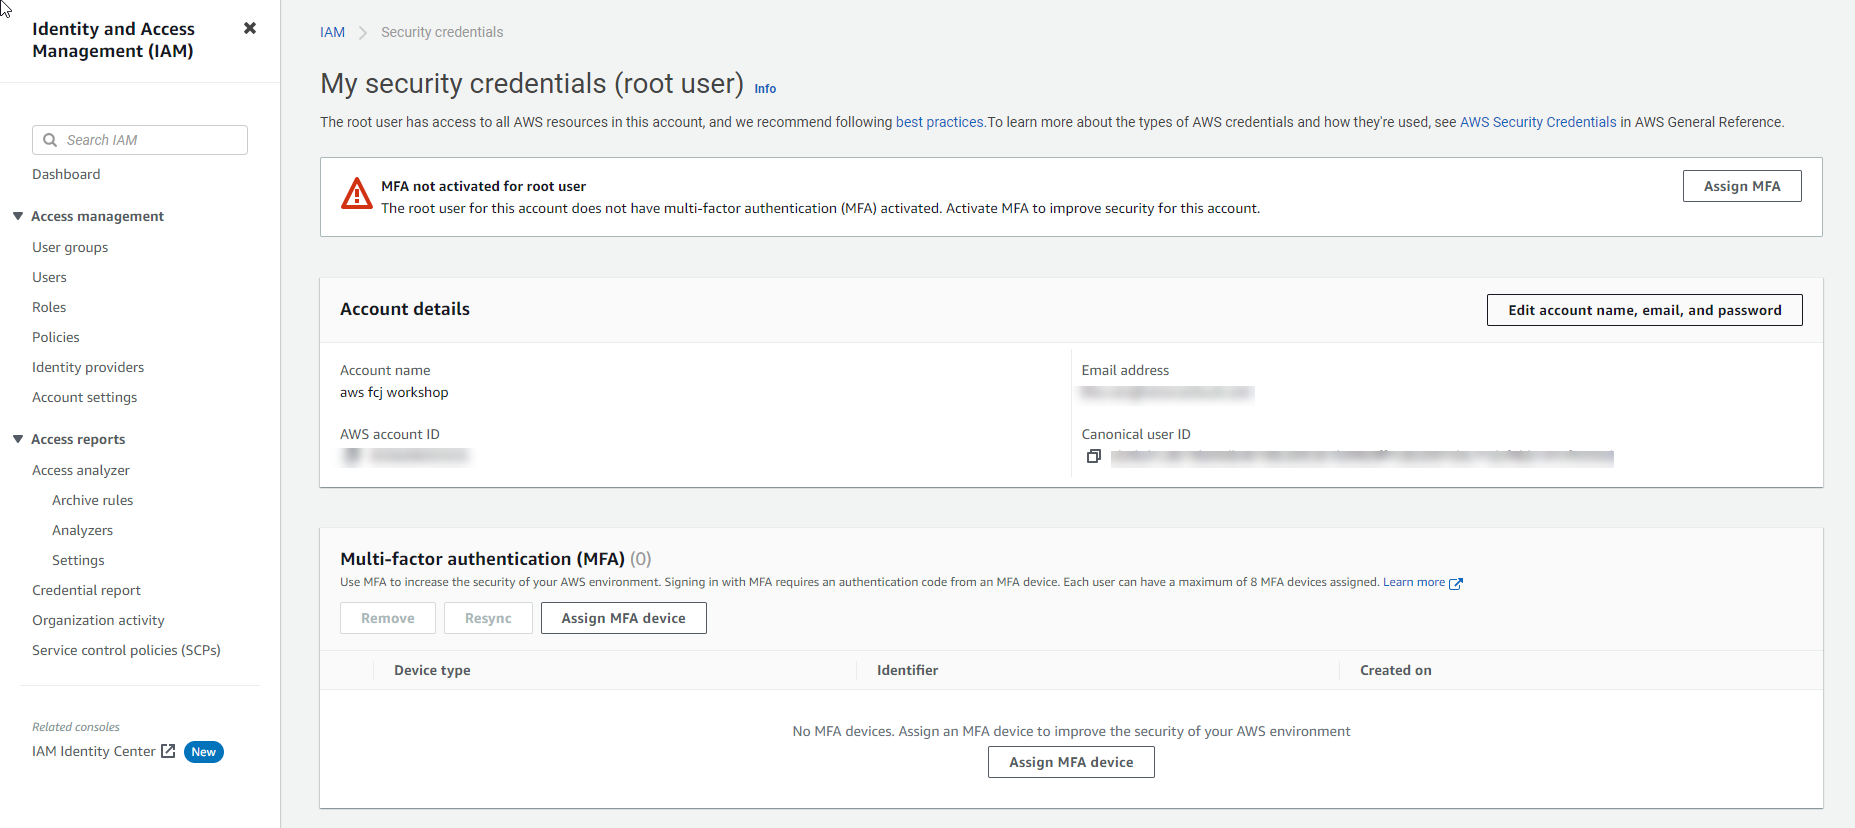 Identity and Access
Management (IAM)
Search IAM
Dashboard
Access management
User groups
Users
Roles
Policies
Identity providers
Account settings
Access reports
Access analyzer
Archive rules
Analyzers
Settings
Credential report
Organization activity
Service control policies (SCPs)
Related consoles
IAM Identity Center New
IAM Security credentials
My security credentials (root user) Info
The root user has access to all AWS resources in this account, and we recommend following best practices.To learn more about the types of AWS credentials and how they're used, see AWS Security Credentials in AWS General Reference.
MFA not activated for root user
The root user for this account does not have multi-factor authentication (MFA) activated. Activate MFA to improve security for this account.
Assign MFA
Account details
Edit account name, email, and password
Account name
aws fcj workshop
Email address
AWS account ID
Canonical user ID
Multi-factor authentication (MFA) (0)
Use MFA to increase the security of your AWS environment. Signing in with MFA requires an authentication code from an MFA device. Each user can have a maximum of 8 MFA devices assigned. Learn more
Remove Resync Assign MFA device
Device type Identifier Created on
No MFA devices. Assign an MFA device to improve the security of your AWS environment
Assign MFA device